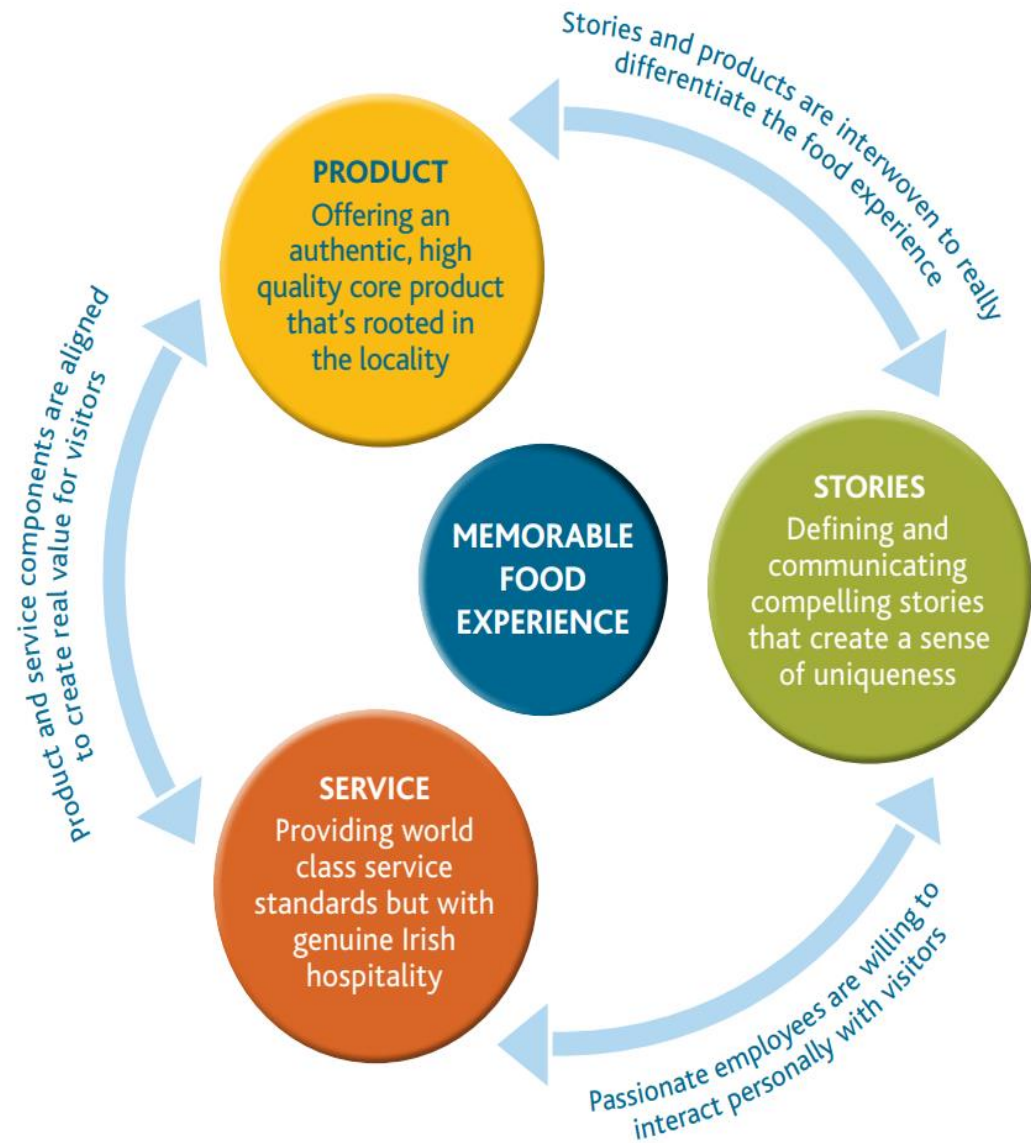 Stories and products are interwoven to really
differentiate the food experience
PRODUCT
Offering an
authentic, high
quality core product
that's rooted in
the locality
Product and service components are aligned
to create real value for visitors
MEMORABLE
FOOD
EXPERIENCE
STORIES
Defining and
communicating
compelling stories
that create a sense
of uniqueness
SERVICE
Providing world
class service
standards but with
genuine Irish
hospitality
Passionate employees are willing to
interact personally with visitors